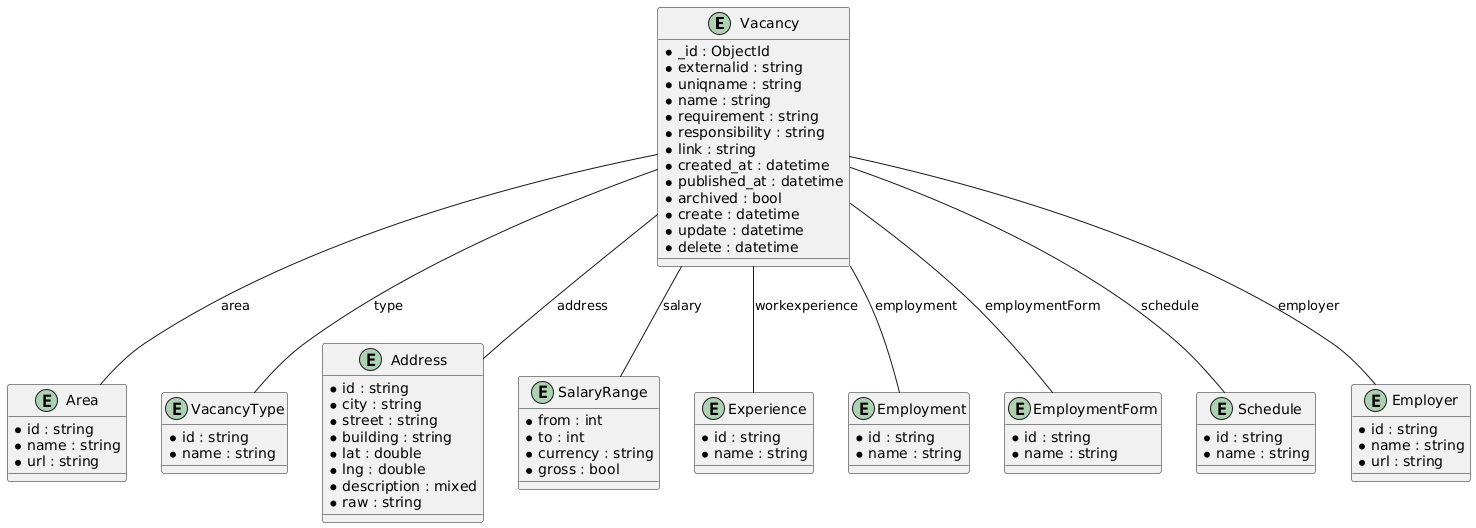 E Vacancy
_id : ObjectId
externalid : string
uniqname : string
name : string
requirement : string
responsibility : string
link : string
created_at : datetime
published_at : datetime
archived : bool
create : datetime
update : datetime
delete : datetime
area
type
address
salary
workexperience
employment
employmentForm
schedule
employer
E Area
id : string
name : string
url : string
E VacancyType
id : string
name : string
E Address
id : string
city : string
street : string
building : string
lat : double
lng : double
description : mixed
raw : string
E SalaryRange
from : int
to : int
currency : string
gross : bool
E Experience
id : string
name : string
E Employment
id : string
name : string
E EmploymentForm
id : string
name : string
E Schedule
id : string
name : string
E Employer
id : string
name : string
url : string